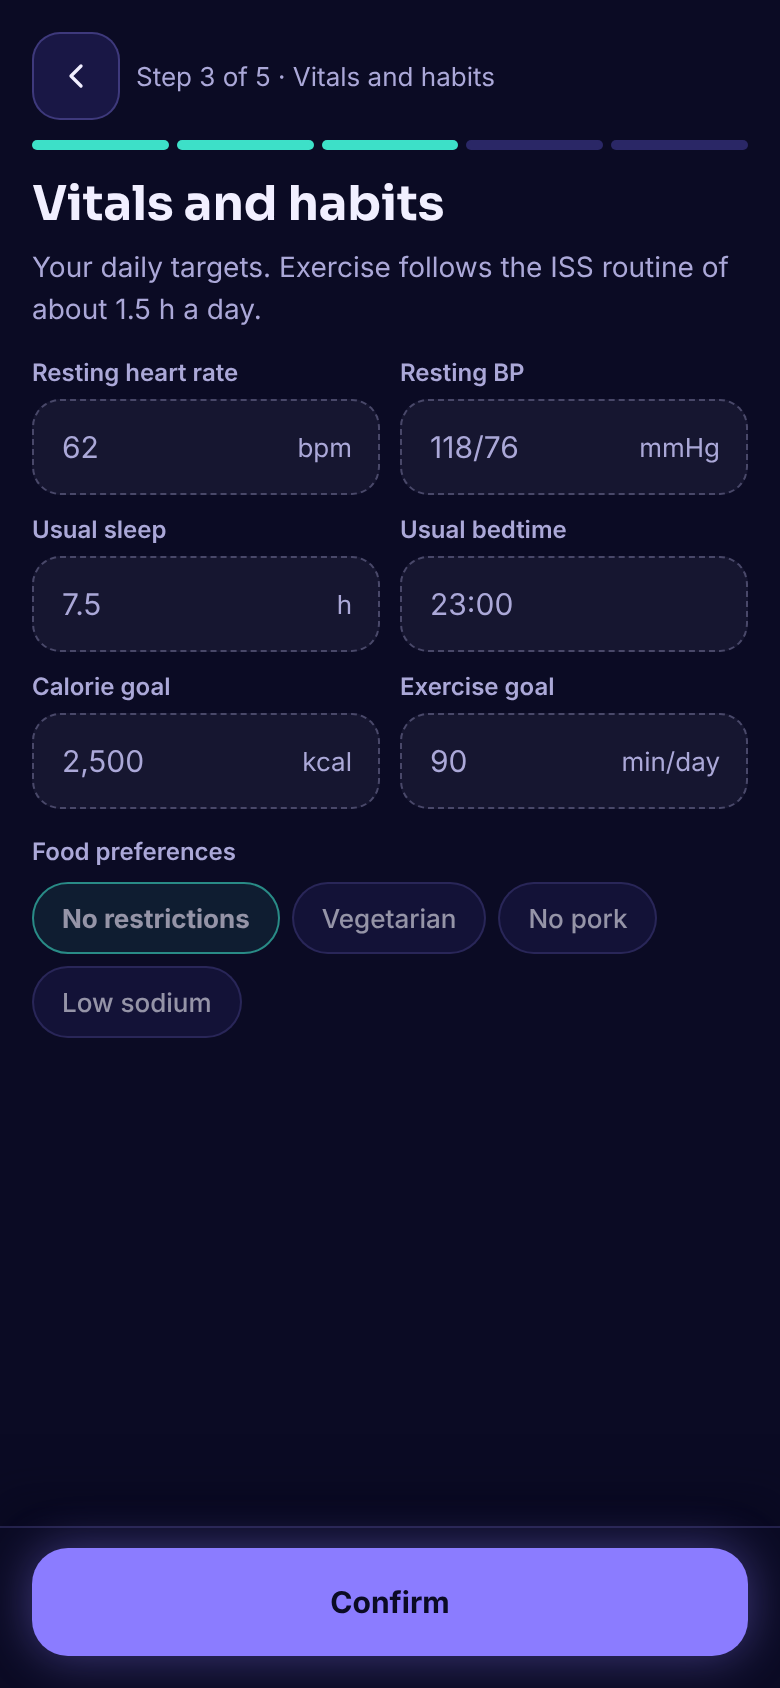 Step 3 of 5 · Vitals and habits
Vitals and habits
Your daily targets. Exercise follows the ISS routine of
about 1.5 h a day.
Resting heart rate
Resting BP
62 bpm
118/76 mmHg
Usual sleep
Usual bedtime
7.5 h
23:00
Calorie goal
Exercise goal
2,500 kcal
90 min/day
Food preferences
No restrictions
Vegetarian
No pork
Low sodium
Confirm